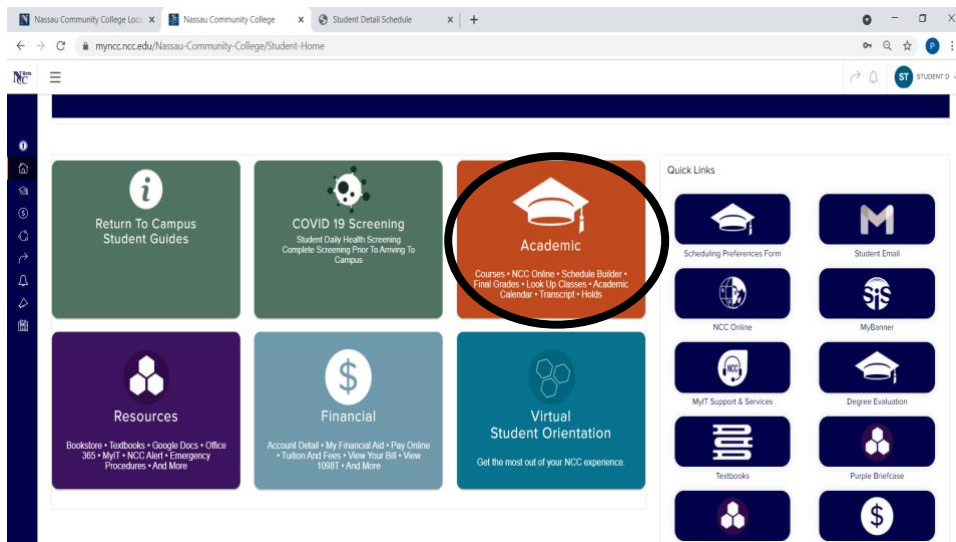 Nassau Community College Loc
Nassau Community College
Student Detail Schedule
myncc.ncc.edu/Nassau-Community-College/Student-Home
P
NCC
ST STUDENT D
Return To Campus
Student Guides
COVID 19 Screening
Student Daily Health Screening
Complete Screening Prior To Arriving To
Campus
Academic
Courses • NCC Online • Schedule Builder •
Final Grades • Look Up Classes • Academic
Calendar • Transcript • Holds
Resources
Bookstore • Textbooks • Google Docs • Office
365 • MyIT • NCC Alert • Emergency
Procedures • And More
Financial
Account Detail • My Financial Aid • Pay Online
• Tuition And Fees • View Your Bill • View
1098T • And More
Virtual
Student Orientation
Get the most out of your NCC experience.
Quick Links
Scheduling Preferences Form
Student Email
NCC Online
SiS
MyBanner
NCC
MyIT Support & Services
Degree Evaluation
Textbooks
Purple Briefcase